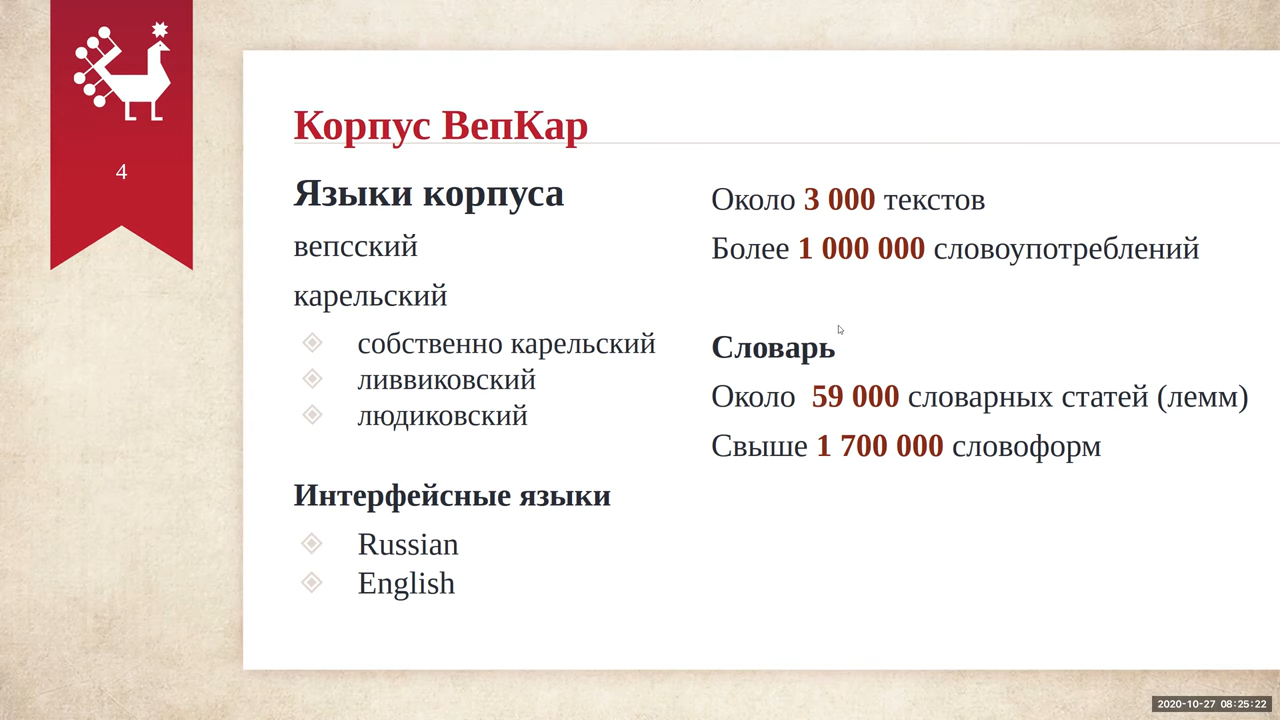 4
Корпус ВепКар
Языки корпуса
вепсский
карельский
собственно карельский
ливвиковский
людиковский
Интерфейсные языки
Russian
English
Около 3 000 текстов
Более 1 000 000 словоупотреблений
Словарь
Около 59 000 словарных статей (лемм)
Свыше 1 700 000 словоформ
2020-10-27 08:25:22